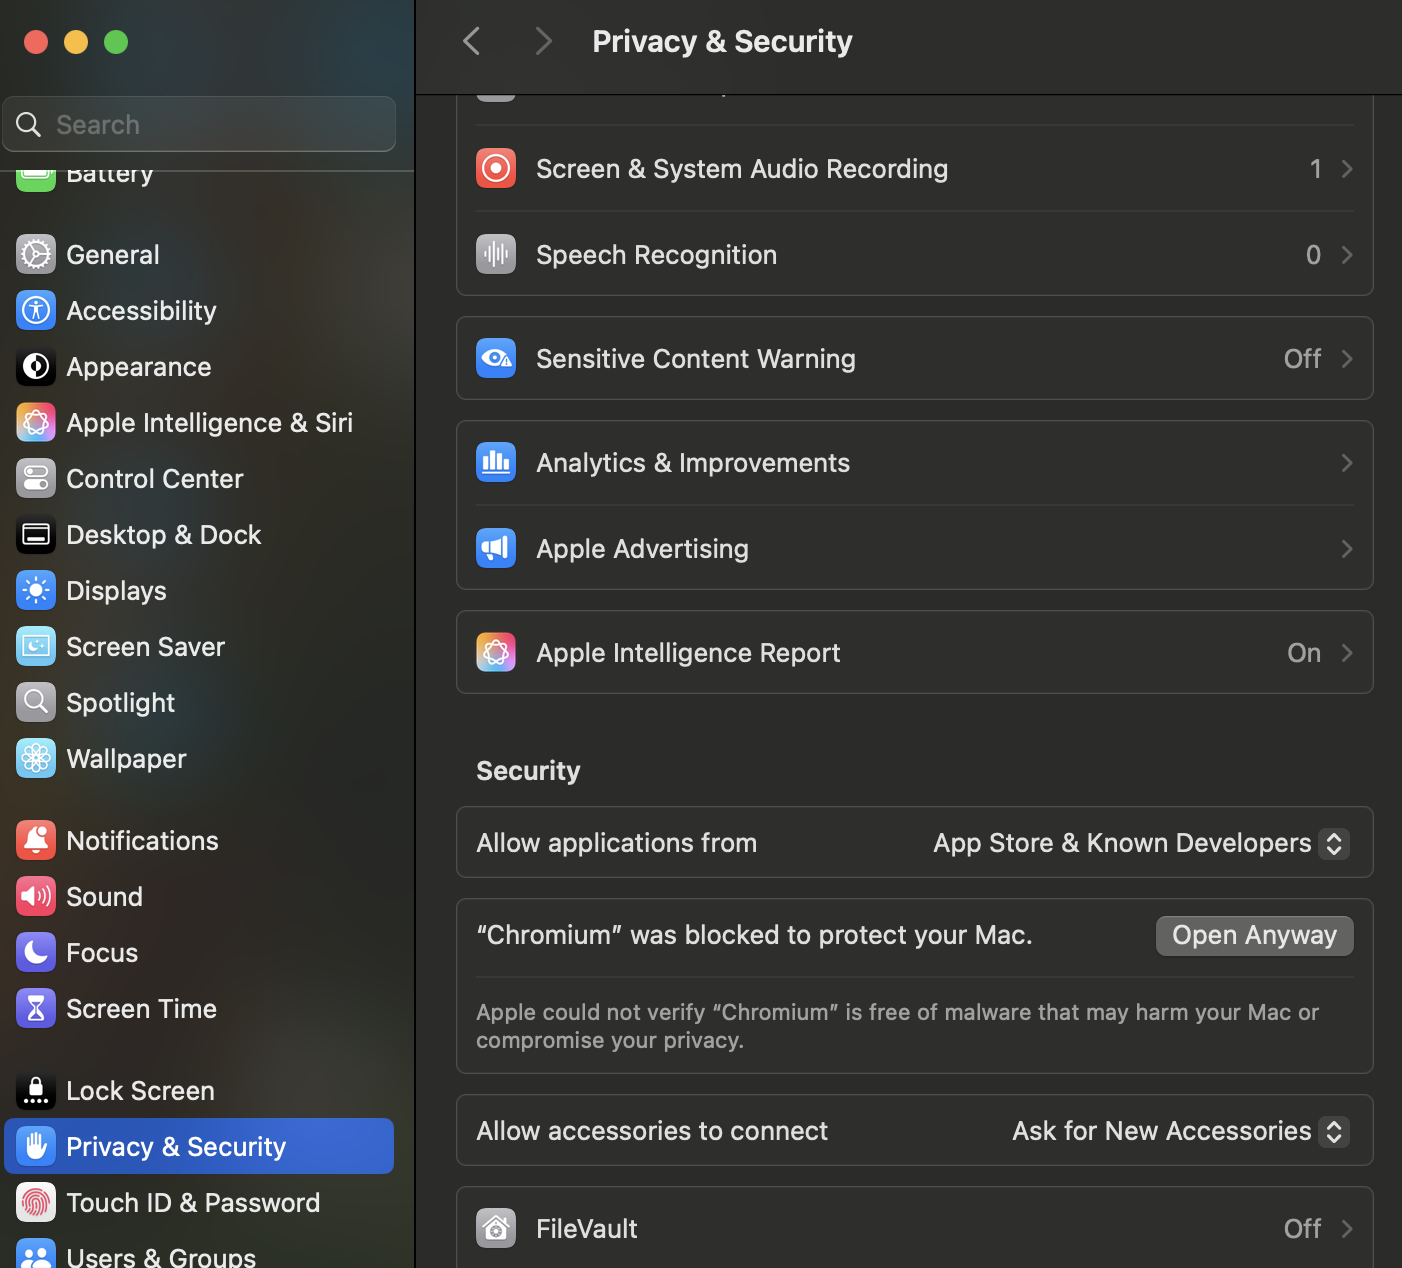 Search
Battery
General
Accessibility
Appearance
Apple Intelligence & Siri
Control Center
Desktop & Dock
Displays
Screen Saver
Spotlight
Wallpaper
Notifications
Sound
Focus
Screen Time
Lock Screen
Privacy & Security
Touch ID & Password
Users & Groups
Privacy & Security
Screen & System Audio Recording 1
Speech Recognition 0
Sensitive Content Warning Off
Analytics & Improvements
Apple Advertising
Apple Intelligence Report On
Security
Allow applications from App Store & Known Developers
“Chromium” was blocked to protect your Mac. Open Anyway
Apple could not verify “Chromium” is free of malware that may harm your Mac or
compromise your privacy.
Allow accessories to connect Ask for New Accessories
FileVault Off